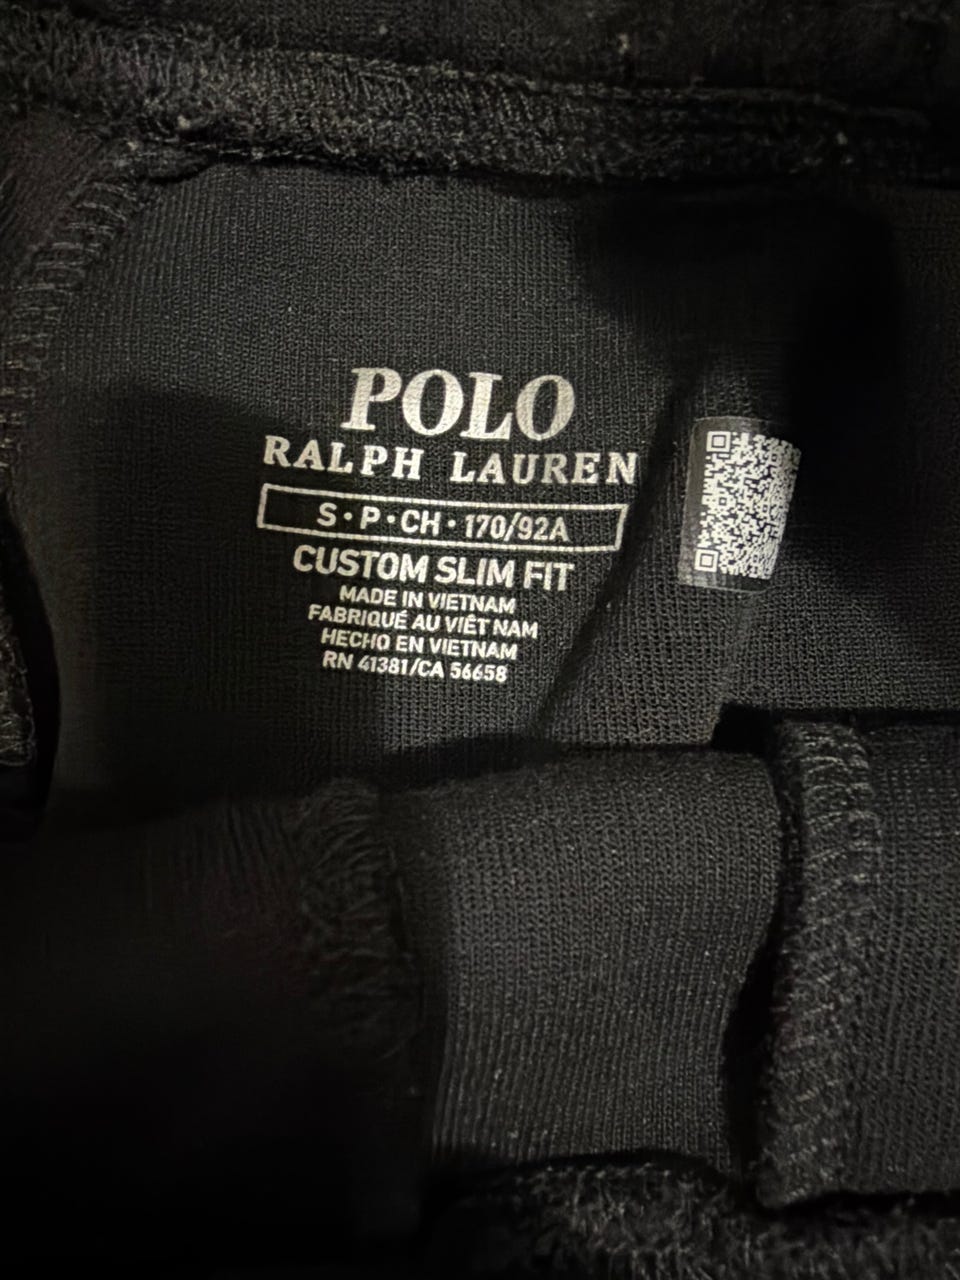 POLO
RALPH LAUREN
S・P・CH・170/92A
CUSTOM SLIM FIT
MADE IN VIETNAM
FABRIQUÉ AU VIÊT NAM
HECHO EN VIETNAM
RN 41381/CA 56658